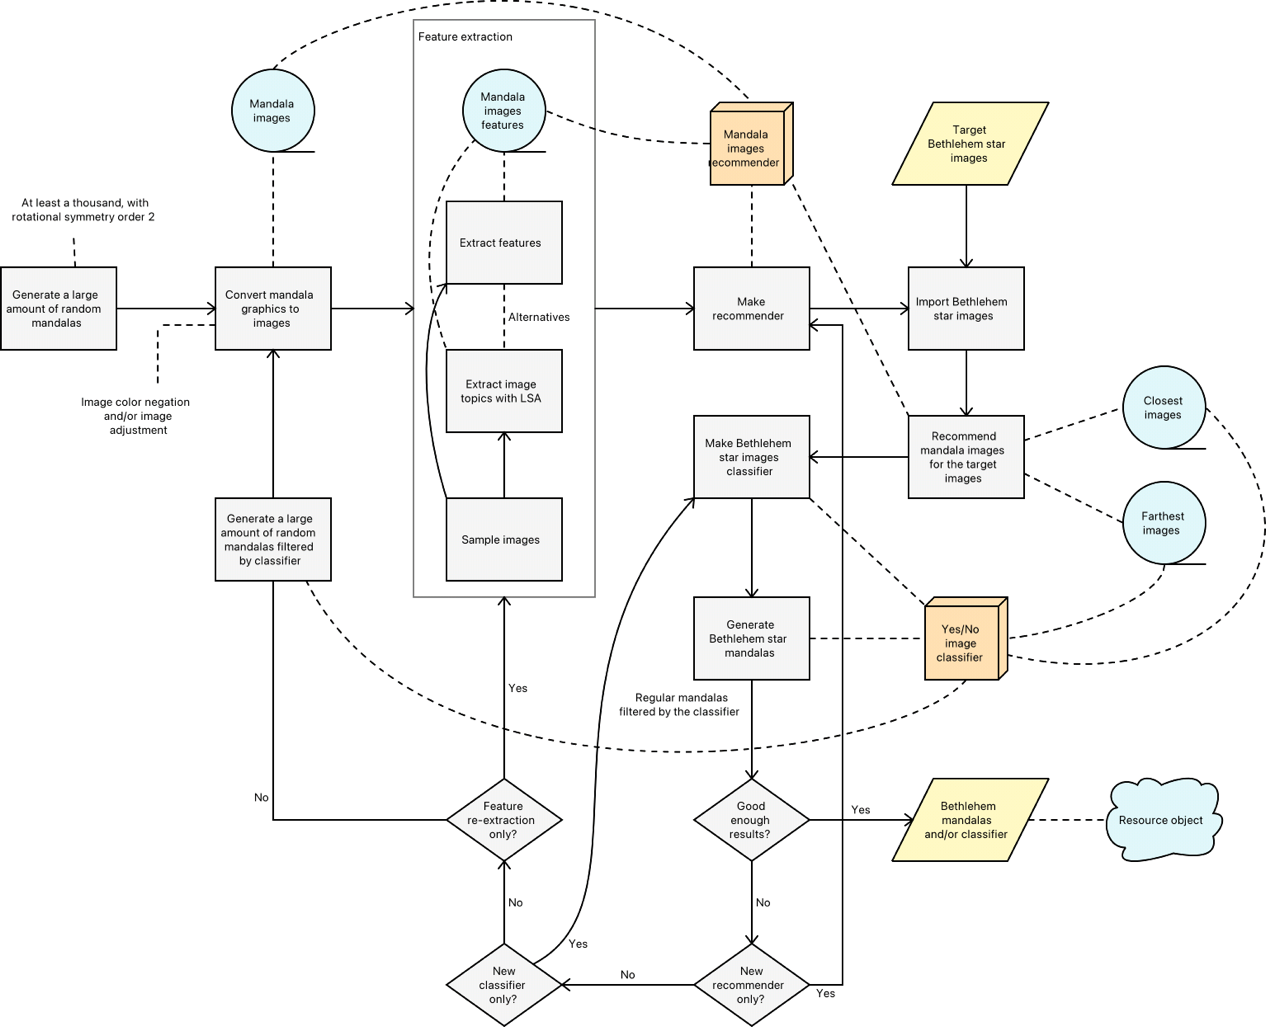 Feature extraction
Mandala
images
Mandala
images
features
Mandala
images
recommender
Target
Bethlehem star
images
At least a thousand, with
rotational symmetry order 2
Extract features
Generate a large
amount of random
mandalas
Convert mandala
graphics to
images
Alternatives
Make
recommender
Import Bethlehem
star images
Image color negation
and/or image
adjustment
Extract image
topics with LSA
Make Bethlehem
star images
classifier
Recommend
mandala images
for the target
images
Closest
images
Farthest
images
Generate a large
amount of random
mandalas filtered
by classifier
Sample images
Generate
Bethlehem star
mandalas
Yes/No
image
classifier
Yes
Regular mandalas
filtered by the classifier
No
Feature
re-extraction
only?
Good
enough
results?
Yes
Bethlehem
mandalas
and/or classifier
Resource object
No
No
Yes
New
classifier
only?
No
New
recommender
only?
Yes